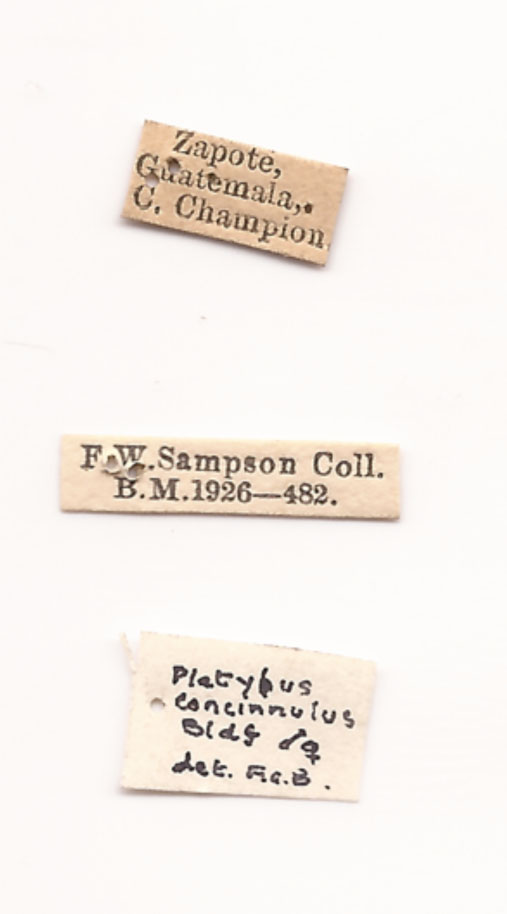 Zapote,
Guatemala,.
C. Champion
F.W.Sampson Coll.
B.M.1926—482.
Platypus
concinnulus
Bldf ♂♀
det. F.G.B.